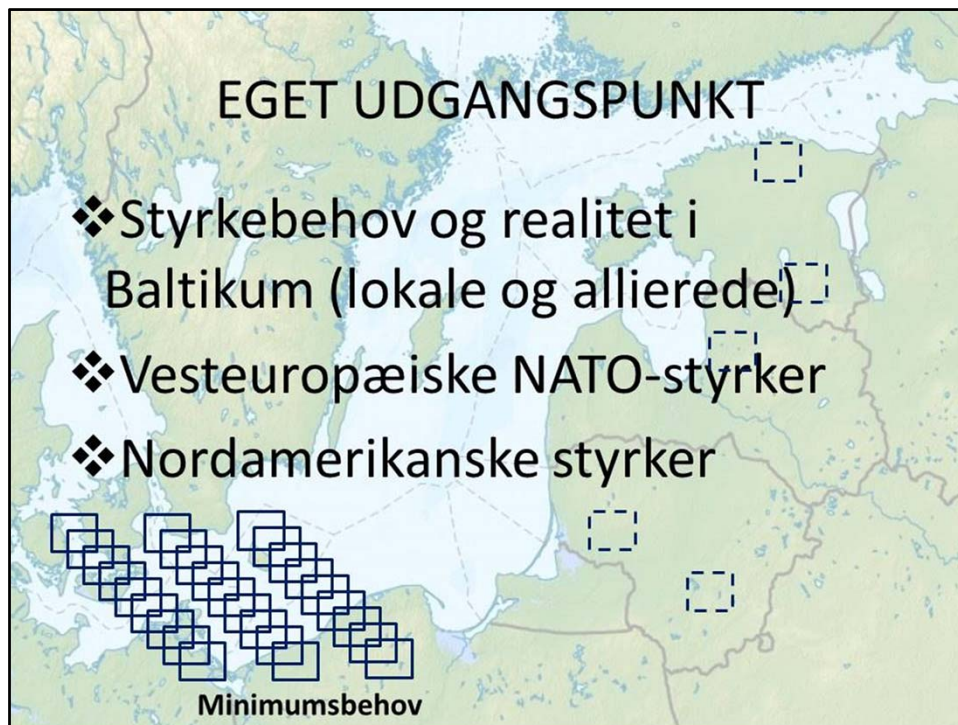 EGET UDGANGSPUNKT
❖Styrkebehov og realitet i
Baltikum (lokale og allierede)
❖Vesteuropæiske NATO-styrker
❖Nordamerikanske styrker
Minimumsbehov